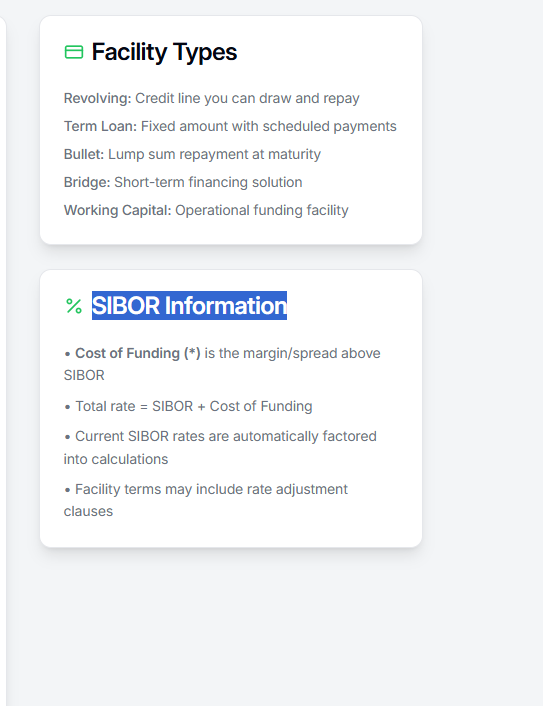 Facility Types
Revolving: Credit line you can draw and repay
Term Loan: Fixed amount with scheduled payments
Bullet: Lump sum repayment at maturity
Bridge: Short-term financing solution
Working Capital: Operational funding facility
SIBOR Information
• Cost of Funding (*) is the margin/spread above
SIBOR
• Total rate = SIBOR + Cost of Funding
• Current SIBOR rates are automatically factored
into calculations
• Facility terms may include rate adjustment
clauses